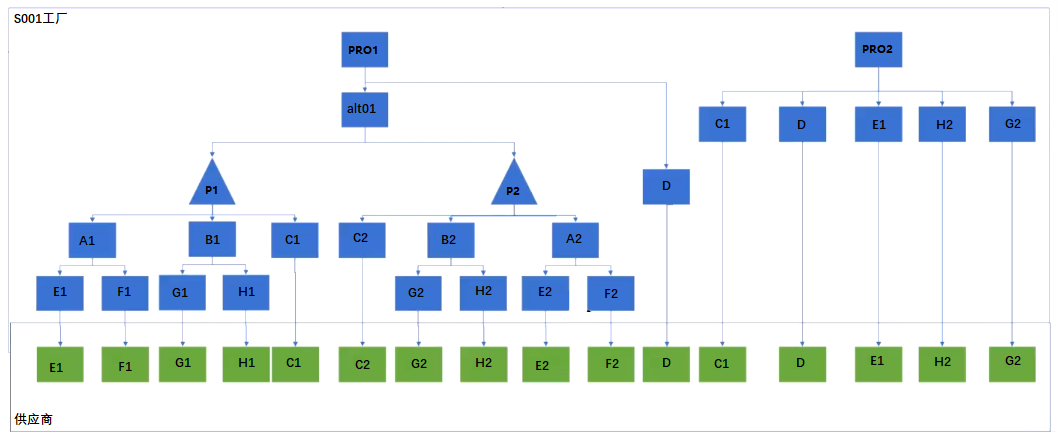 S001工厂
PRO1
PRO2
alt01
C1
D
E1
H2
G2
P1
P2
D
A1
B1
C1
C2
B2
A2
E1
F1
G1
H1
G2
H2
E2
F2
E1
F1
G1
H1
C1
C2
G2
H2
E2
F2
D
C1
D
E1
H2
G2
供应商